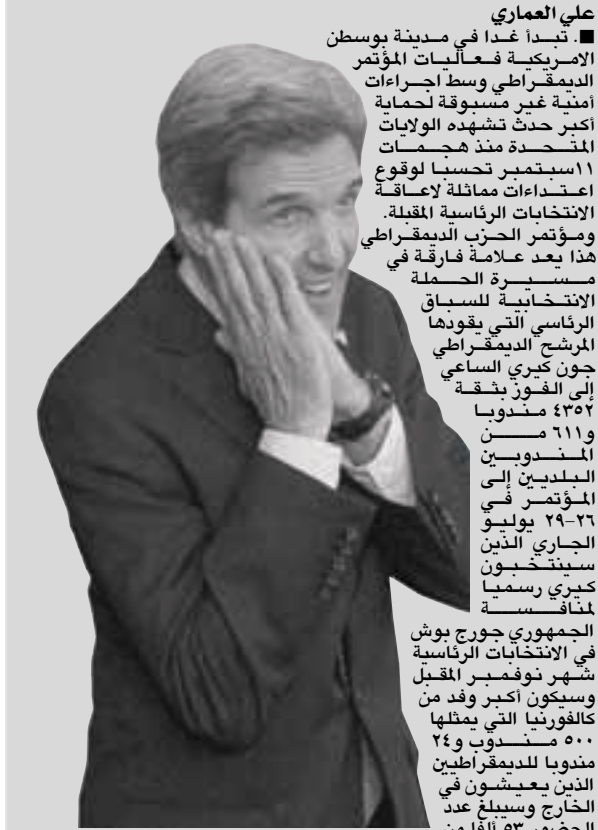 علي العماري
■. تبدأ غدا في مدينة بوسطن
الامريكية فعاليات المؤتمر
الديمقراطي وسط اجراءات
أمنية غير مسبوقة لحماية
أكبر حدث تشهده الولايات
المتحدة منذ هجمات
١١سبتمبر تحسبا لوقوع
اعتداءات مماثلة لاعاقة
الانتخابات الرئاسية المقبلة.
ومؤتمر الحزب الديمقراطي
هذا يعد علامة فارقة في
مسيرة الحملة
الانتخابية للسباق
الرئاسي التي يقودها
المرشح الديمقراطي
جون كيري الساعي
إلى الفوز بثقة
٤٣٥٢ مندوبا
و٦١١ من
المندوبين
البلديين إلى
المؤتمر في
٢٦-٢٩ يوليو
الجاري الذين
سينتخبون
كيري رسميا
لمنافسة
الجمهوري جورج بوش
في الانتخابات الرئاسية
شهر نوفمبر المقبل
وسيكون أكبر وفد من
كالفورنيا التي يمثلها
٥٠٠ مندوب و٢٤
مندوبا للديمقراطيين
الذين يعيشون في
الخارج وسيبلغ عدد
الحضور ٥٣ ألفا من